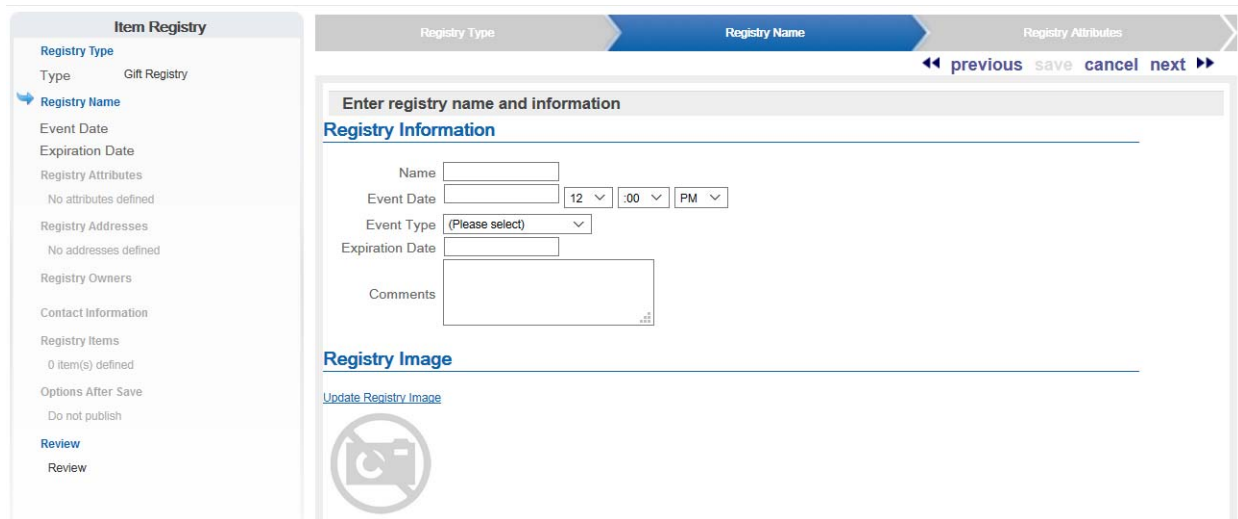 Item Registry
Registry Type
Type Gift Registry
Registry Name
Event Date
Expiration Date
Registry Attributes
No attributes defined
Registry Addresses
No addresses defined
Registry Owners
Contact Information
Registry Items
0 item(s) defined
Options After Save
Do not publish
Review
Review
Registry Type Registry Name Registry Attributes
previous save cancel next
Enter registry name and information
Registry Information
Name
Event Date 12 :00 PM
Event Type (Please select)
Expiration Date
Comments
Registry Image
Update Registry Image